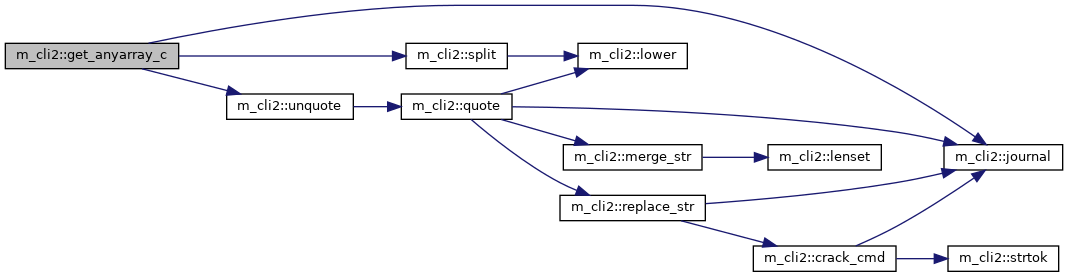 m_cli2::get_anyarray_c
m_cli2::split
m_cli2::lower
m_cli2::unquote
m_cli2::quote
m_cli2::merge_str
m_cli2::lenset
m_cli2::journal
m_cli2::replace_str
m_cli2::crack_cmd
m_cli2::strtok